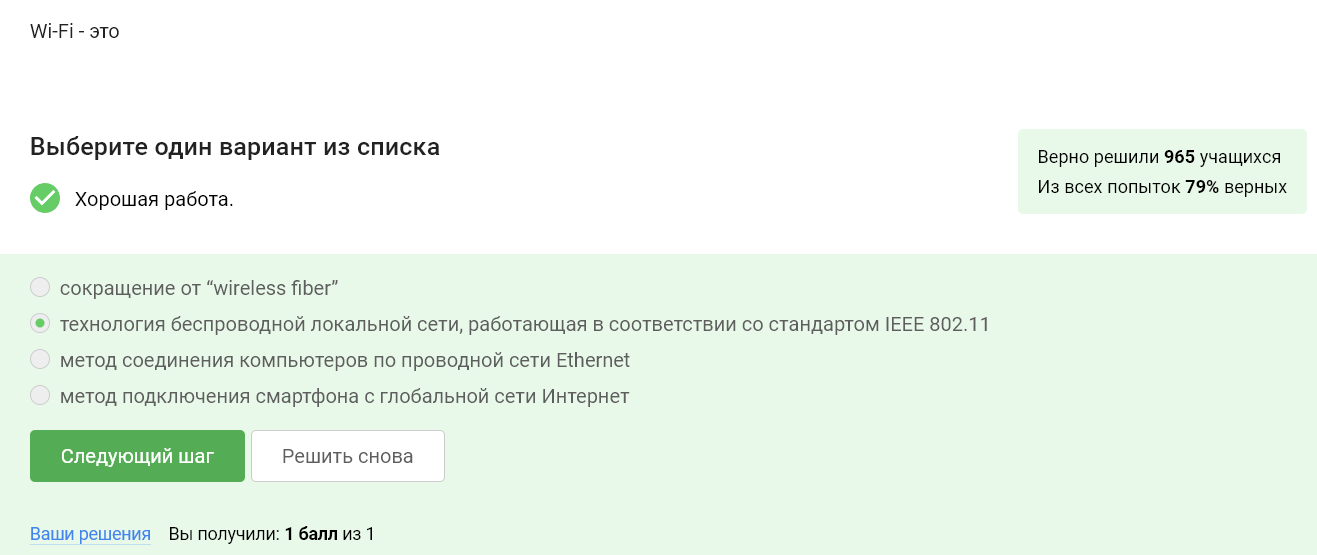 Wi-Fi - это
Выберите один вариант из списка
Хорошая работа.
Верно решили 965 учащихся
Из всех попыток 79% верных
сокращение от “wireless fiber”
технология беспроводной локальной сети, работающая в соответствии со стандартом IEEE 802.11
метод соединения компьютеров по проводной сети Ethernet
метод подключения смартфона с глобальной сети Интернет
Следующий шаг
Решить снова
Ваши решения Вы получили: 1 балл из 1